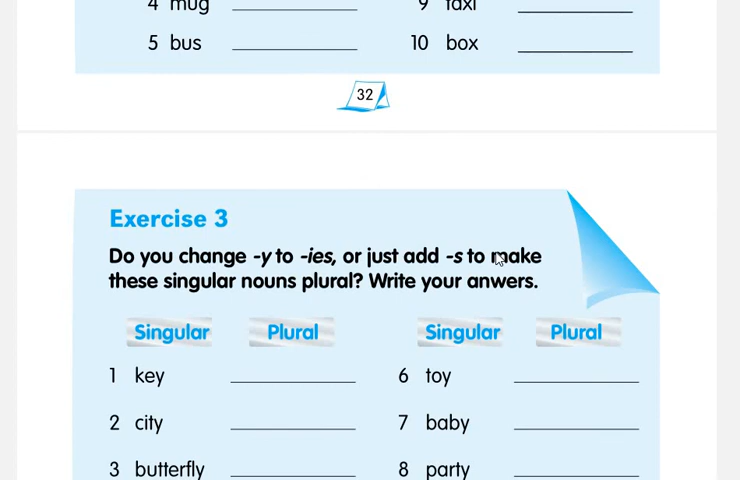 4 mug 9 taxi
5 bus 10 box
32
Exercise 3
Do you change -y to -ies, or just add -s to make
these singular nouns plural? Write your anwers.
Singular Plural Singular Plural
1 key 6 toy
2 city 7 baby
3 butterfly 8 party